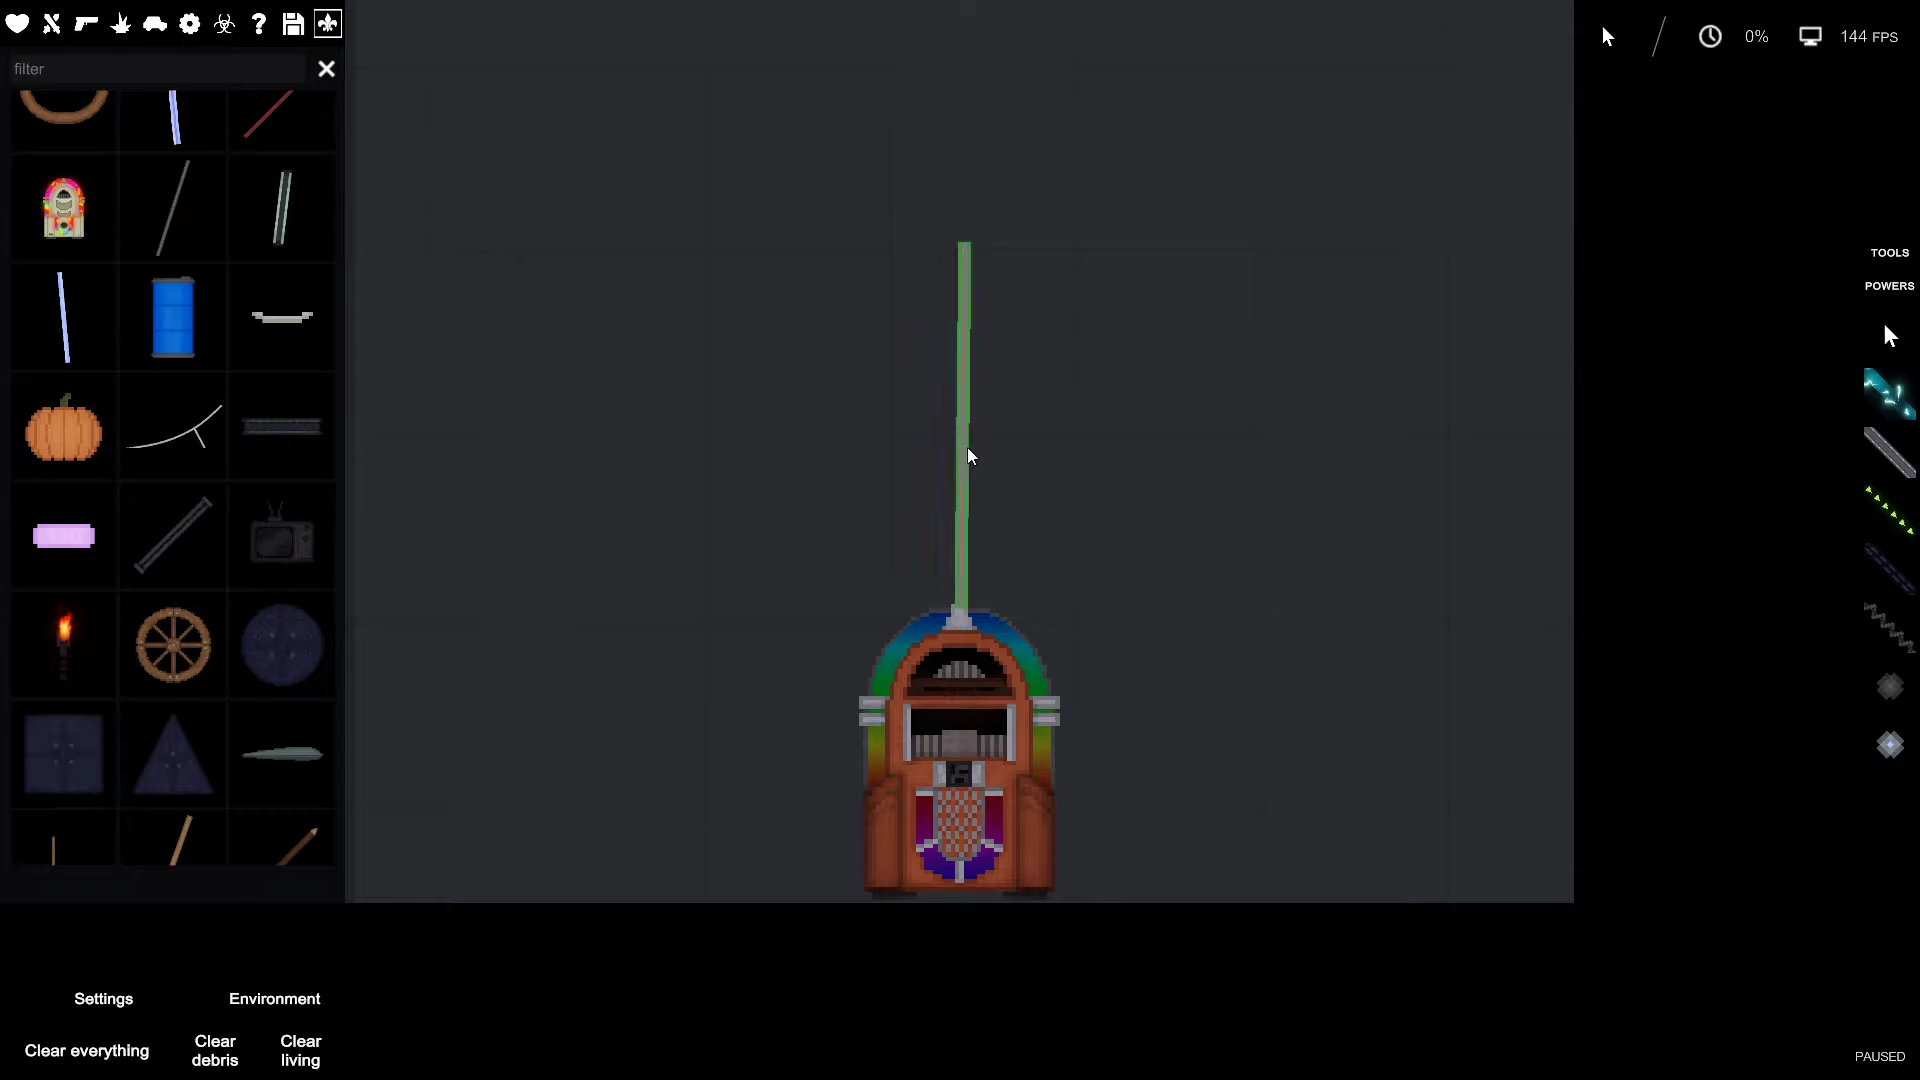 filter
0%
144 FPS
TOOLS
POWERS
Settings
Environment
Clear everything
Clear
debris
Clear
living
PAUSED